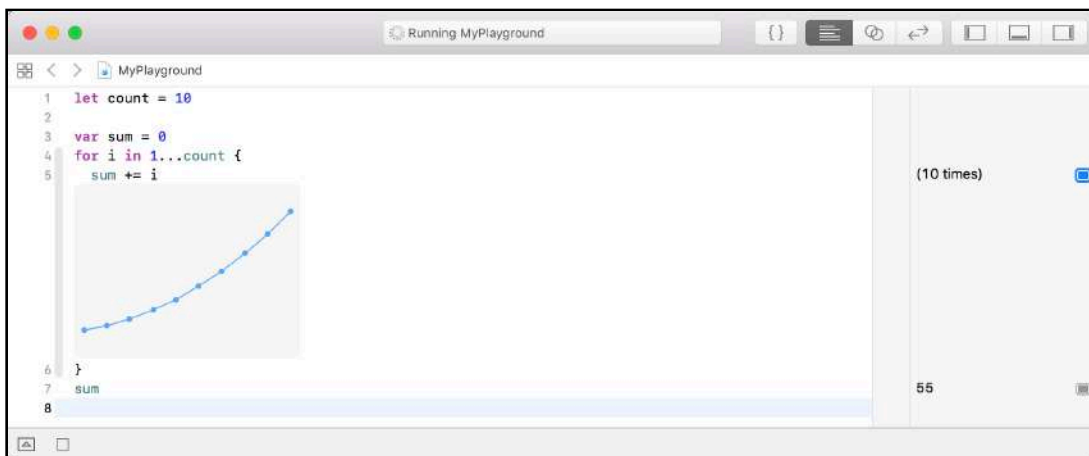 Running MyPlayground
{}
MyPlayground
1 let count = 10
2
3 var sum = 0
4 for i in 1...count {
5 sum += i (10 times)
6 }
7 sum 55
8